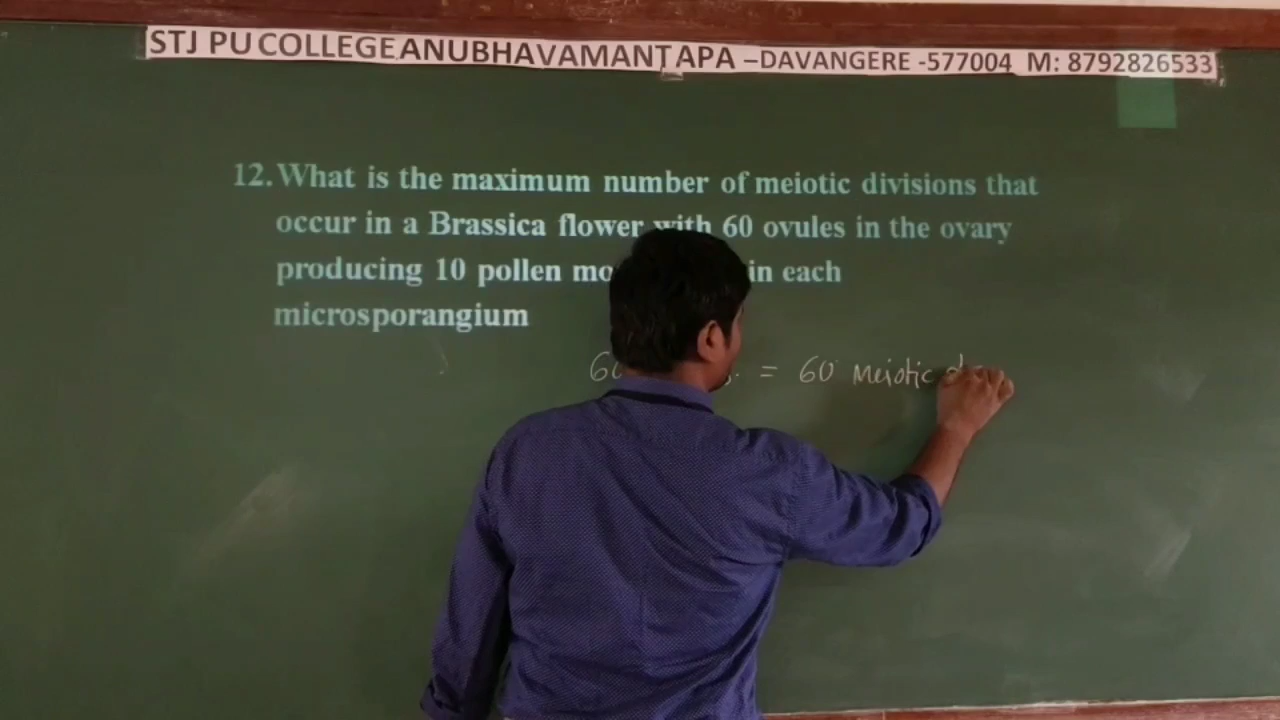 STJ PU COLLEGE ANUBHAVAMANTAPA –DAVANGERE -577004 M: 8792826533
12. What is the maximum number of meiotic divisions that
occur in a Brassica flower with 60 ovules in the ovary
producing 10 pollen in each
microsporangium
= 60 Meiotic